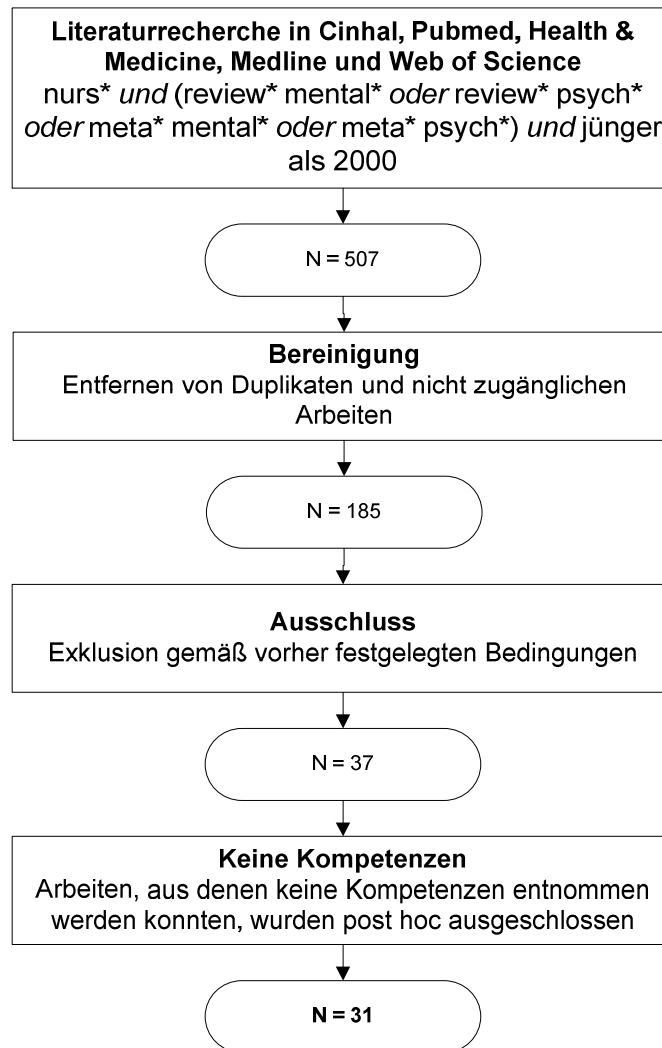 Literaturrecherche in Cinhal, Pubmed, Health &
Medicine, Medline und Web of Science
nurs* und (review* mental* oder review* psych*
oder meta* mental* oder meta* psych*) und jünger
als 2000
N = 507
Bereinigung
Entfernen von Duplikaten und nicht zugänglichen
Arbeiten
N = 185
Ausschluss
Exklusion gemäß vorher festgelegten Bedingungen
N = 37
Keine Kompetenzen
Arbeiten, aus denen keine Kompetenzen entnommen
werden konnten, wurden post hoc ausgeschlossen
N = 31